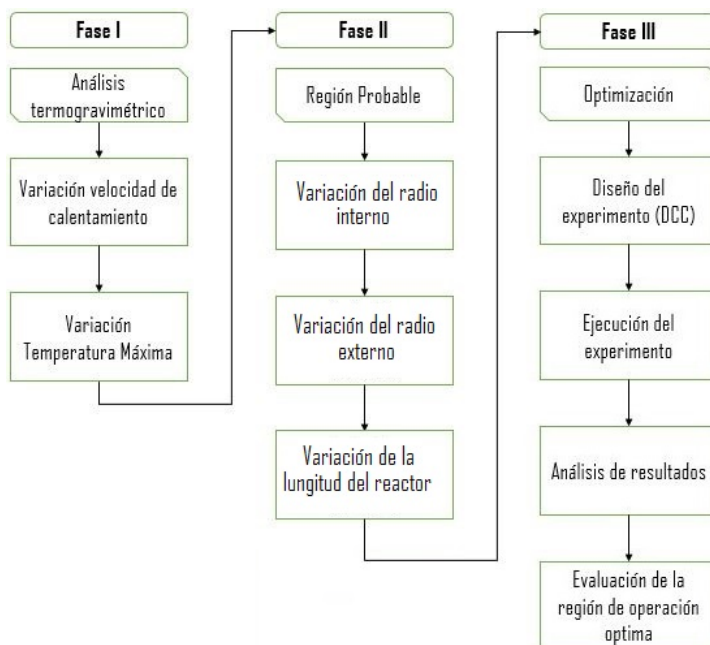 Fase I
Análisis
termogravimétrico
Variación velocidad de
calentamiento
Variación
Temperatura Máxima
Fase II
Región Probable
Variación del radio
interno
Variación del radio
externo
Variación de la
lungitud del reactor
Fase III
Optimización
Diseño del
experimento (DCC)
Ejecución del
experimento
Análisis de resultados
Evaluación de la
región de operación
optima